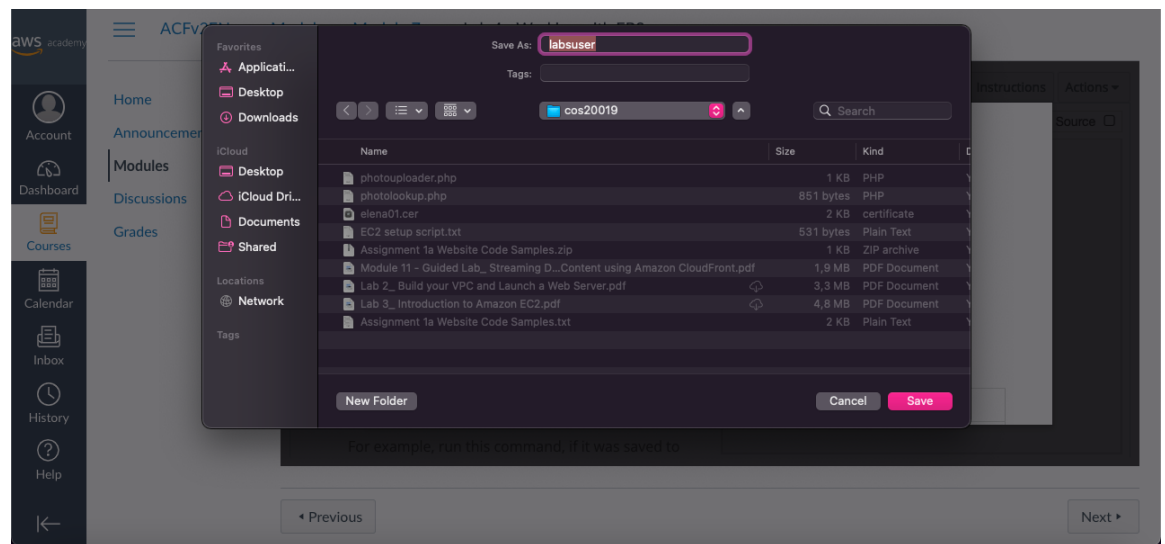 aws academy
Account
Dashboard
Courses
Calendar
Inbox
History
Help
Home
Modules
Discussions
Grades
Favorites
Applicati...
Desktop
Downloads
iCloud
Desktop
iCloud Dri...
Documents
Shared
Locations
Network
Tags
Save As: labsuser
Tags:
cos20019
Search
Name Size Kind
photouploader.php 1 KB PHP
photolookup.php 851 bytes PHP
elena01.cer 2 KB certificate
EC2 setup script.txt 531 bytes Plain Text
Assignment 1a Website Code Samples.zip 1 KB ZIP archive
Module 11 - Guided Lab_ Streaming D...Content using Amazon CloudFront.pdf 1,9 MB PDF Document
Lab 2_ Build your VPC and Launch a Web Server.pdf 3,3 MB PDF Document
Lab 3_ Introduction to Amazon EC2.pdf 4,8 MB PDF Document
Assignment 1a Website Code Samples.txt 2 KB Plain Text
New Folder Cancel Save
Instructions Actions
Source
For example, run this command, if it was saved to
Previous Next